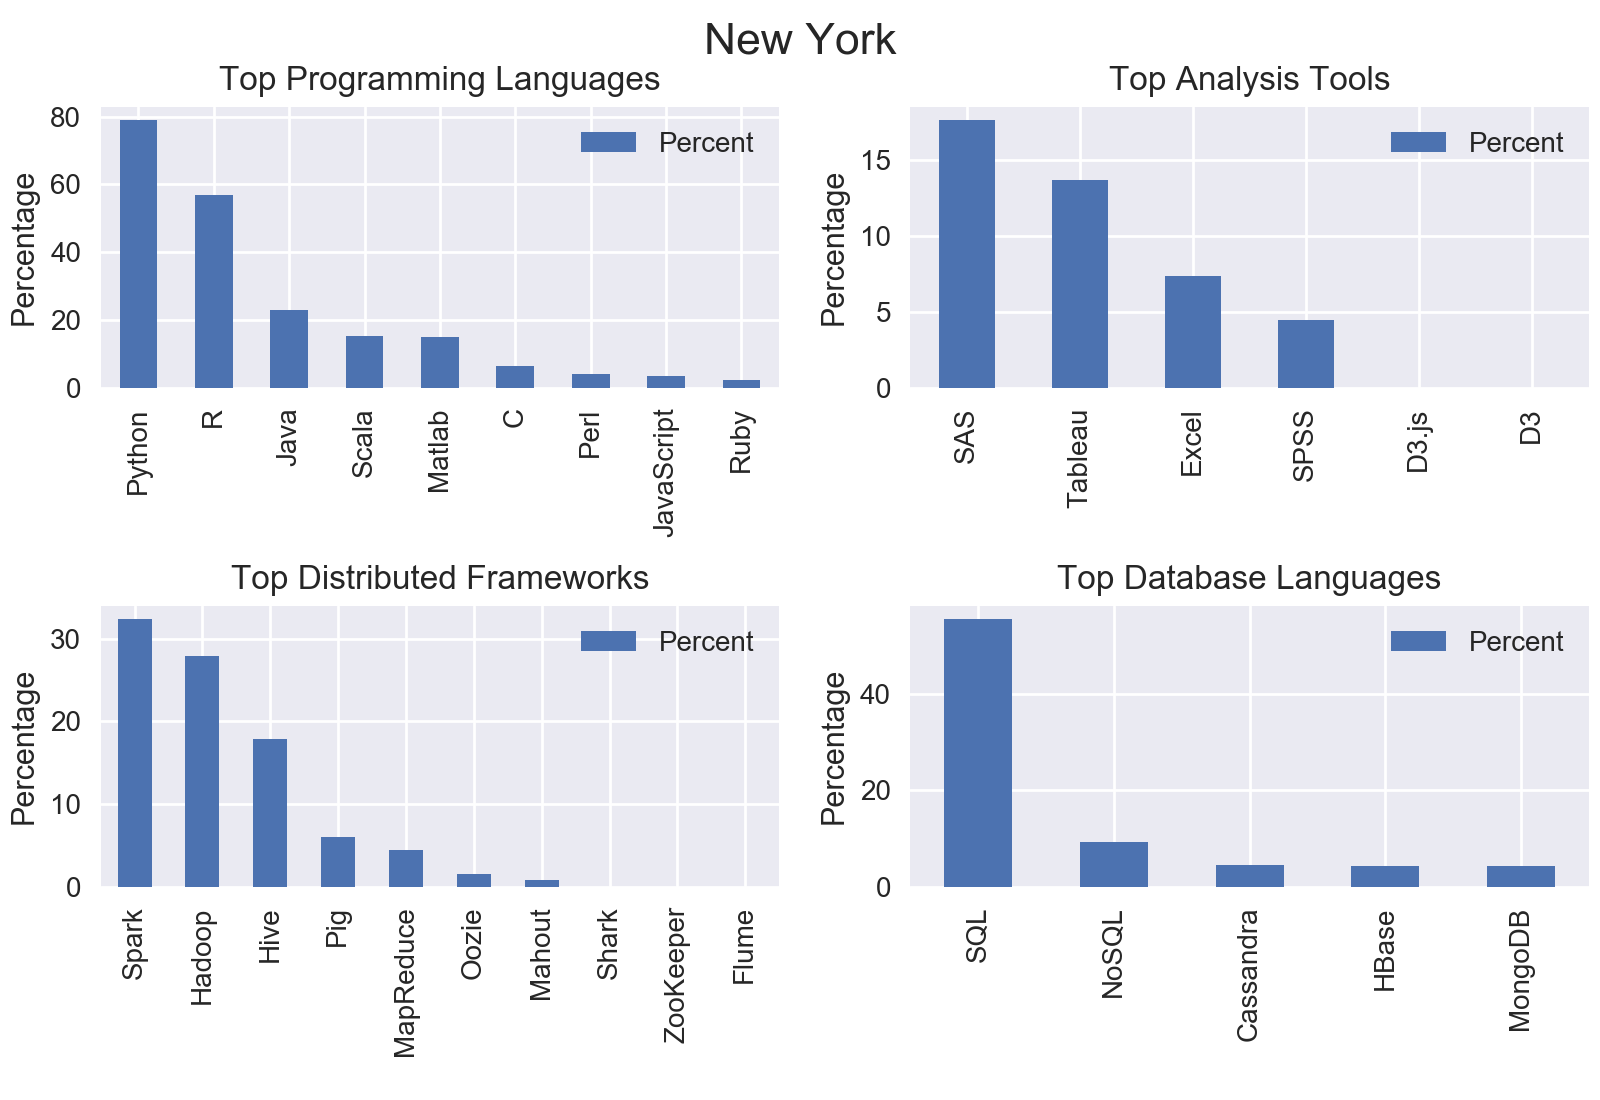 New York
Top Programming Languages
Percentage
80
60
40
20
0
Percent
Python
R
Java
Scala
Matlab
C
Perl
JavaScript
Ruby
Top Analysis Tools
Percentage
15
10
5
0
Percent
SAS
Tableau
Excel
SPSS
D3.js
D3
Top Distributed Frameworks
Percentage
30
20
10
0
Percent
Spark
Hadoop
Hive
Pig
MapReduce
Oozie
Mahout
Shark
ZooKeeper
Flume
Top Database Languages
Percentage
40
20
0
Percent
SQL
NoSQL
Cassandra
HBase
MongoDB